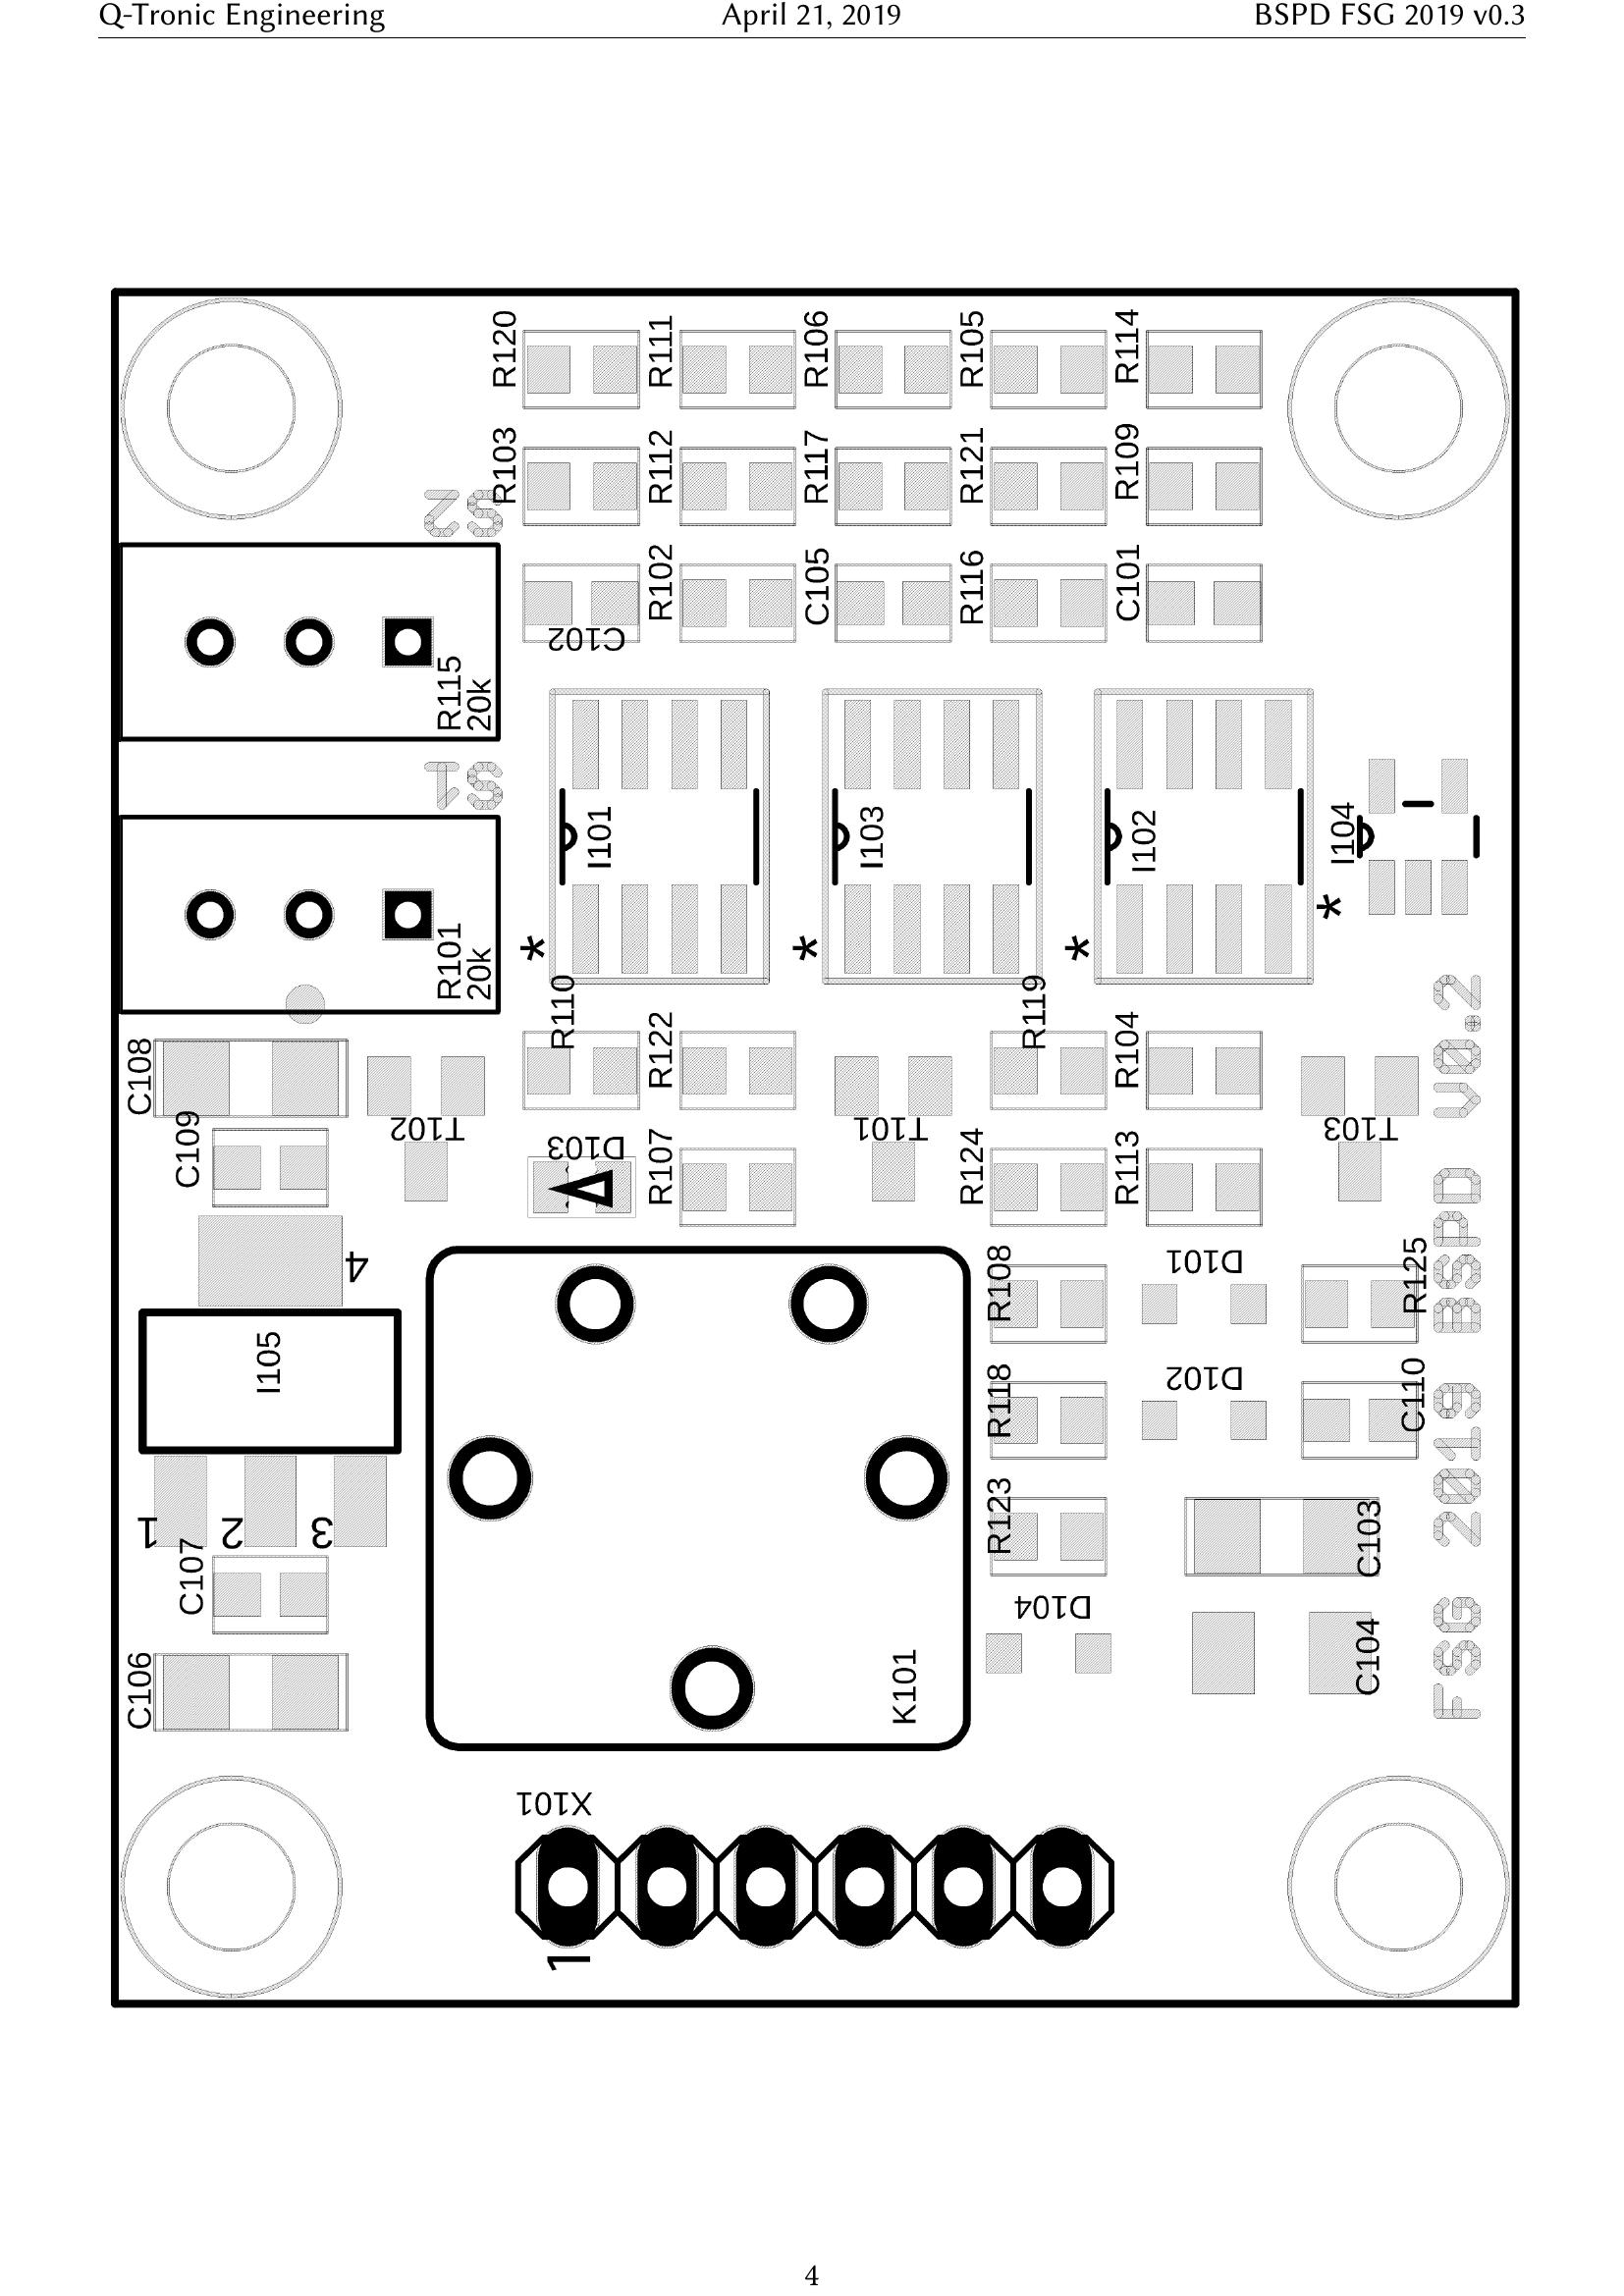 Q-Tronic Engineering April 21, 2019 BSPD FSG 2019 v0.3
R120 R111 R106 R105 R114
R103 R112 R117 R121 R109
S2
C102 R102 C105 R116 C101
R115
20k
S1
I101 I103 I102 I104
R101
20k
* * * *
R110 R122 R119 R104
C108
T102 T101 T103
C109
D103 R107 R124 R113
4
R108 D101 R125
I105
R118 D102 C110
1 2 3
R123 C103
C107
D104
C106
K101
C104
FSG 2019 BSPD V0.2
X101
1
4